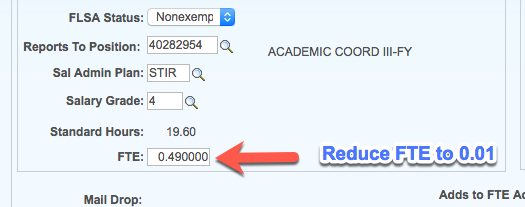 FLSA Status: Nonexemp
Reports To Position: 40282954 ACADEMIC COORD III-FY
Sal Admin Plan: STIR
Salary Grade: 4
Standard Hours: 19.60
FTE: 0.490000 Reduce FTE to 0.01
Mail Drop: Adds to FTE Ac